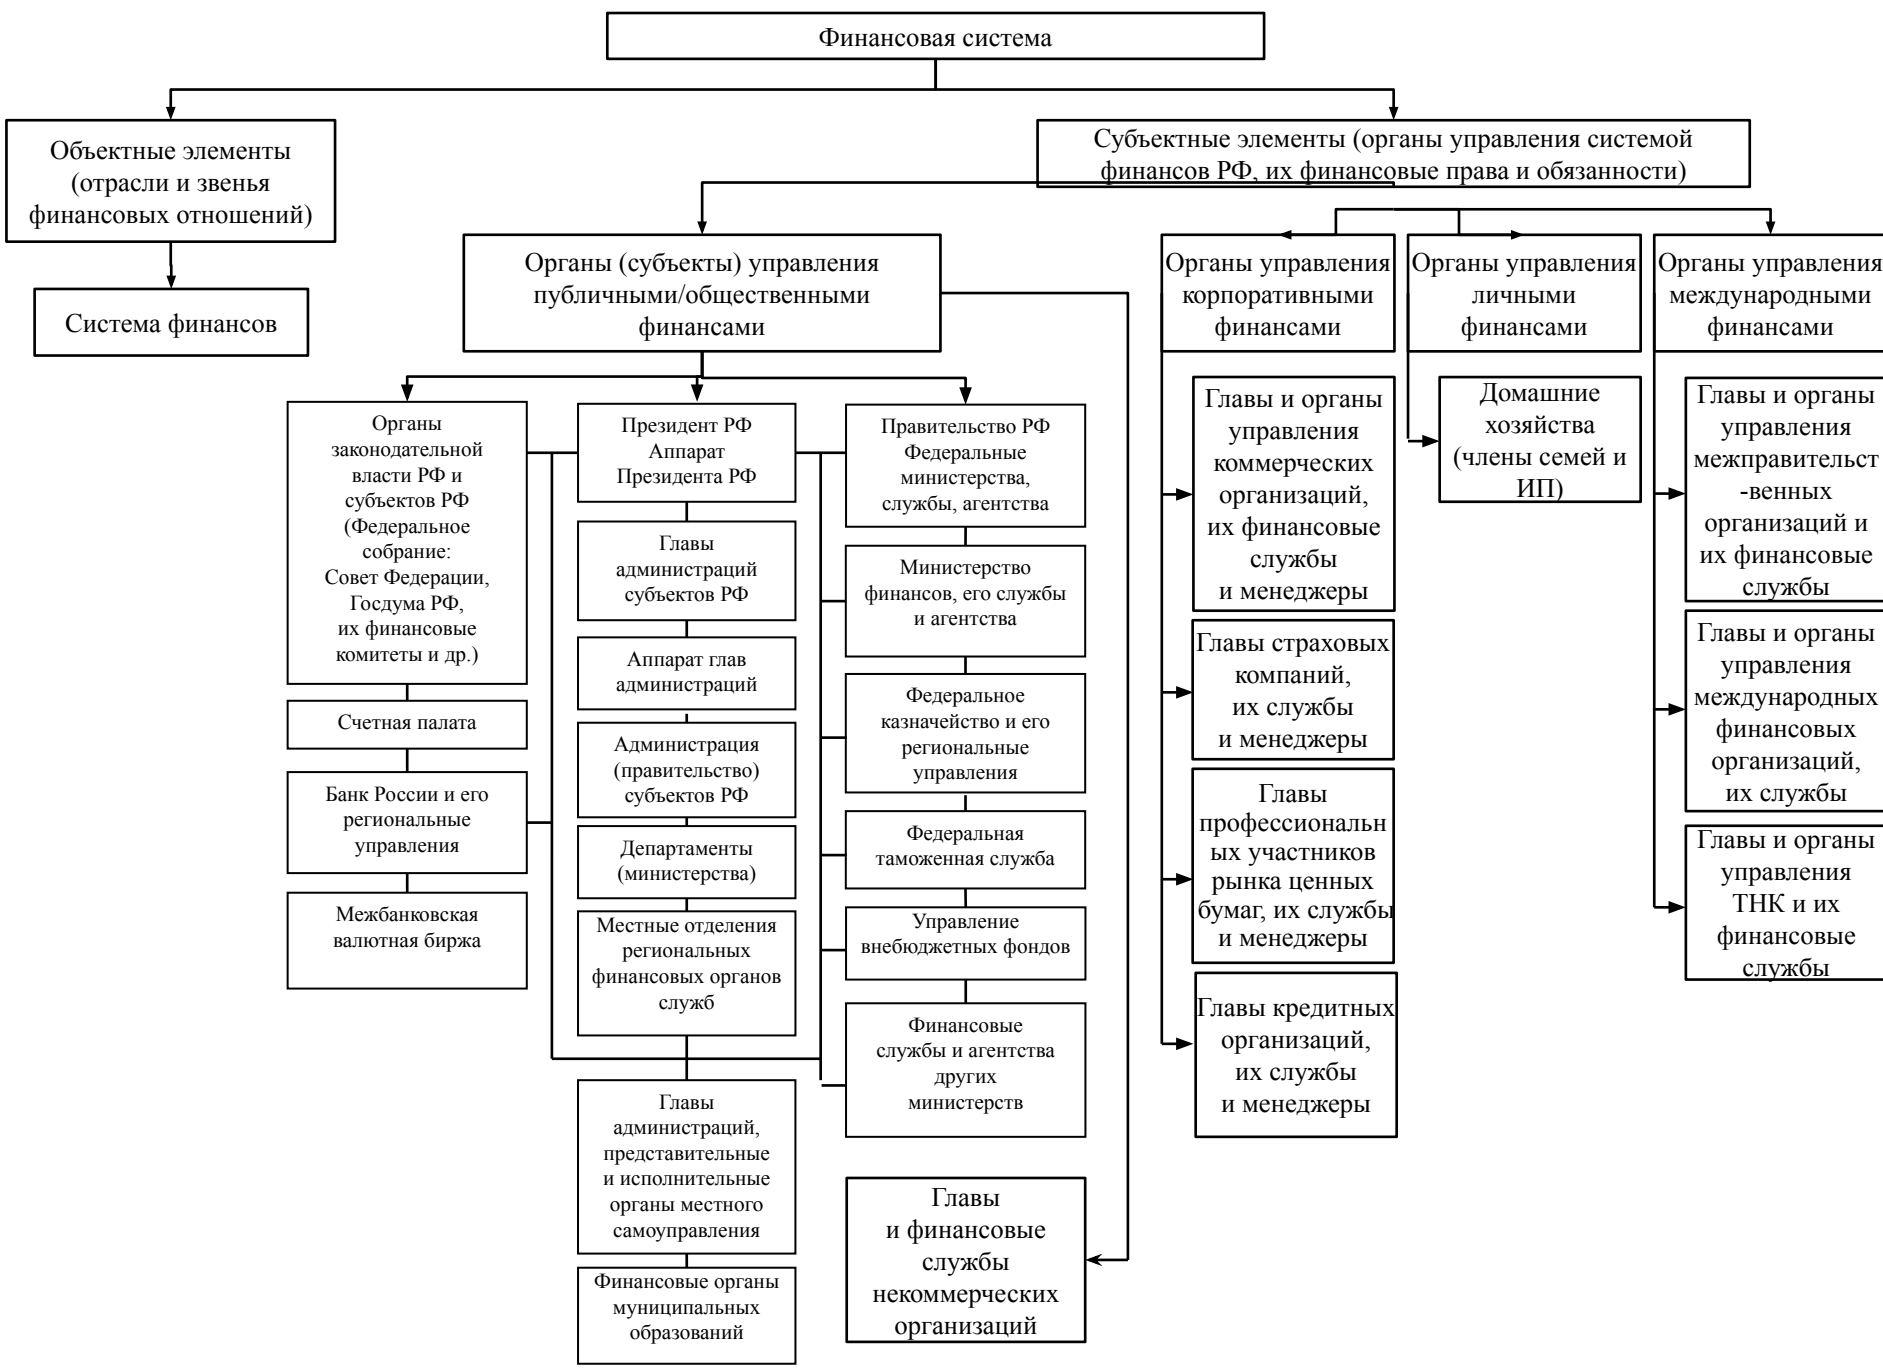 Финансовая система
Объектные элементы
(отрасли и звенья
финансовых отношений)
Система финансов
Субъектные элементы (органы управления системой
финансов РФ, их финансовые права и обязанности)
Органы (субъекты) управления
публичными/общественными
финансами
Органы
законодательной
власти РФ и
субъектов РФ
(Федеральное
собрание:
Совет Федерации,
Госдума РФ,
их финансовые
комитеты и др.)
Счетная палата
Банк России и его
региональные
управления
Межбанковская
валютная биржа
Президент РФ
Аппарат
Президента РФ
Главы
администраций
субъектов РФ
Аппарат глав
администраций
Администрация
(правительство)
субъектов РФ
Департаменты
(министерства)
Местные отделения
региональных
финансовых органов
служб
Главы
администраций,
представительные
и исполнительные
органы местного
самоуправления
Финансовые органы
муниципальных
образований
Правительство РФ
Федеральные
министерства,
службы, агентства
Министерство
финансов, его службы
и агентства
Федеральное
казначейство и его
региональные
управления
Федеральная
таможенная служба
Управление
внебюджетных фондов
Финансовые
службы и агентства
других
министерств
Главы
и финансовые
службы
некоммерческих
организаций
Органы управления
корпоративными
финансами
Главы и органы
управления
коммерческих
организаций,
их финансовые
службы
и менеджеры
Главы страховых
компаний,
их службы
и менеджеры
Главы
профессиональн
ых участников
рынка ценных
бумаг, их службы
и менеджеры
Главы кредитных
организаций,
их службы
и менеджеры
Органы управления
личными
финансами
Домашние
хозяйства
(члены семей и
ИП)
Органы управления
международными
финансами
Главы и органы
управления
межправительст
-венных
организаций и
их финансовые
службы
Главы и органы
управления
международных
финансовых
организаций,
их службы
Главы и органы
управления
ТНК и их
финансовые
службы